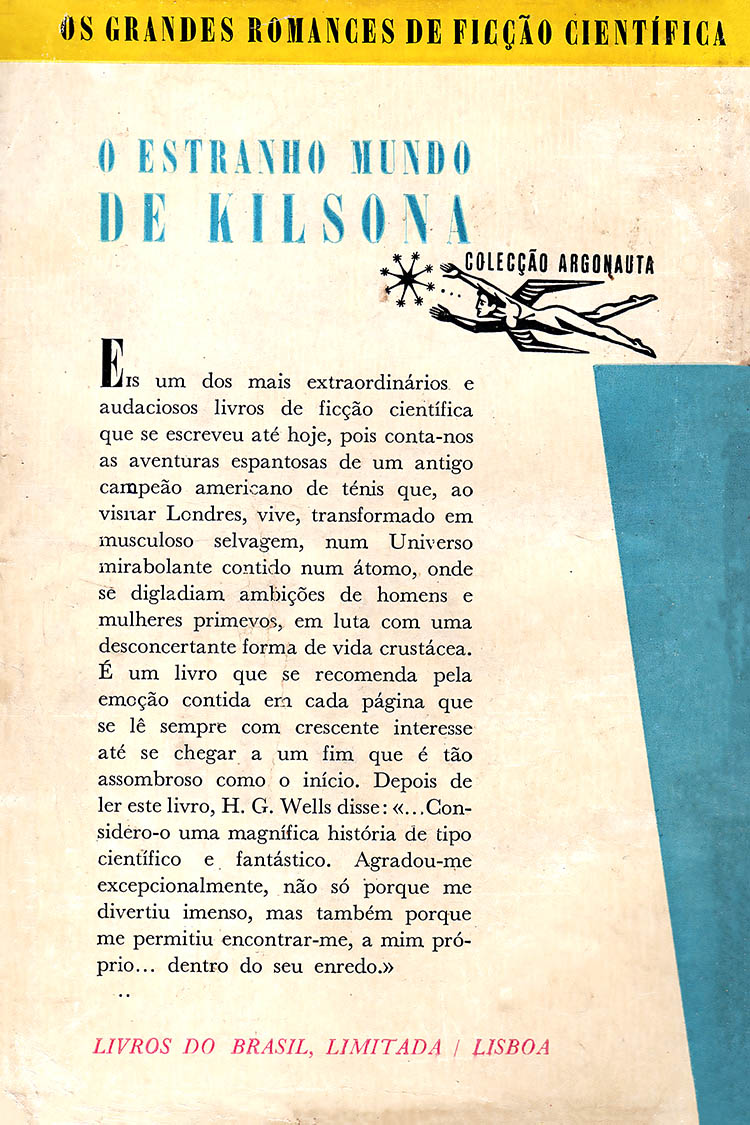 OS GRANDES ROMANCES DE FICÇÃO CIENTÍFICA
O ESTRANHO MUNDO
DE KILSONA
COLECÇÃO ARGONAUTA
EIS um dos mais extraordinários e
audaciosos livros de ficção científica
que se escreveu até hoje, pois conta-nos
as aventuras espantosas de um antigo
campeão americano de ténis que, ao
visitar Londres, vive, transformado em
musculoso selvagem, num Universo
mirabolante contido num átomo, onde
se digladiam ambições de homens e
mulheres primevos, em luta com uma
desconcertante forma de vida crustácea.
É um livro que se recomenda pela
emoção contida em cada página que
se lê sempre com crescente interesse
até se chegar a um fim que é tão
assombroso como o início. Depois de
ler este livro, H. G. Wells disse: «...Con-
sidero-o uma magnífica história de tipo
científico e fantástico. Agradou-me
excepcionalmente, não só porque me
divertiu imenso, mas também porque
me permitiu encontrar-me, a mim pró-
prio... dentro do seu enredo.»
LIVROS DO BRASIL, LIMITADA / LISBOA